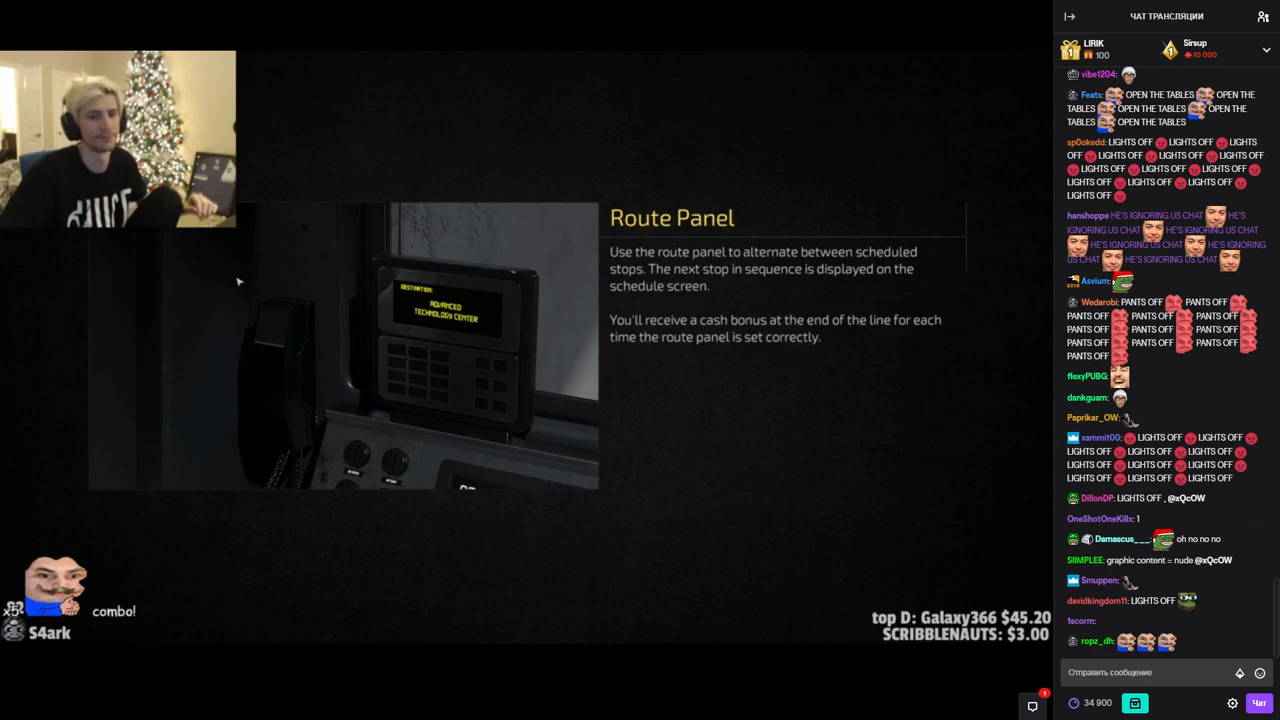 ЧАТ ТРАНСЛЯЦИИ
LIRIK
100
Sirsup
10 000
vibe1204:
Feats: OPEN THE TABLES OPEN THE
TABLES OPEN THE TABLES OPEN THE
TABLES OPEN THE TABLES
sp0okedd: LIGHTS OFF LIGHTS OFF LIGHTS
OFF LIGHTS OFF LIGHTS OFF LIGHTS OFF
LIGHTS OFF LIGHTS OFF LIGHTS OFF
LIGHTS OFF LIGHTS OFF LIGHTS OFF
LIGHTS OFF
hanshoppe HE'S IGNORING US CHAT HE'S
IGNORING US CHAT HE'S IGNORING US CHAT
HE'S IGNORING US CHAT HE'S IGNORING
US CHAT HE'S IGNORING US CHAT
Asvium:
Wedarobi: PANTS OFF PANTS OFF
PANTS OFF PANTS OFF PANTS OFF
PANTS OFF PANTS OFF PANTS OFF
PANTS OFF PANTS OFF PANTS OFF
PANTS OFF
flexyPUBG:
dankguam:
Paprikar_OW:
xammit00: LIGHTS OFF LIGHTS OFF
LIGHTS OFF LIGHTS OFF LIGHTS OFF
LIGHTS OFF LIGHTS OFF LIGHTS OFF
LIGHTS OFF LIGHTS OFF LIGHTS OFF
DillonDP: LIGHTS OFF , @xQcOW
OneShotOneKillx: 1
Damascus___: oh no no no
SIIMPLEE: graphic content = nude @xQcOW
Smuppen:
davidkingdom11: LIGHTS OFF
1scorm:
ropz_dh:
Отправить сообщение
34 900
Чат
1
Route Panel
Use the route panel to alternate between scheduled
stops. The next stop in sequence is displayed on the
schedule screen.
You'll receive a cash bonus at the end of the line for each
time the route panel is set correctly.
DESTINATION:
ADVANCED
TECHNOLOGY CENTER
combo!
S4ark
top D: Galaxy366 $45.20
SCRIBBLENAUTS: $3.00